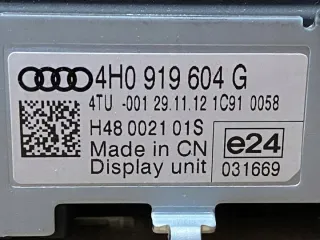 4H0 919 604 G
4TU -001 29.11.12 1C91 0058
H48 0021 01S
Made in CN
Display unit
e24
031669